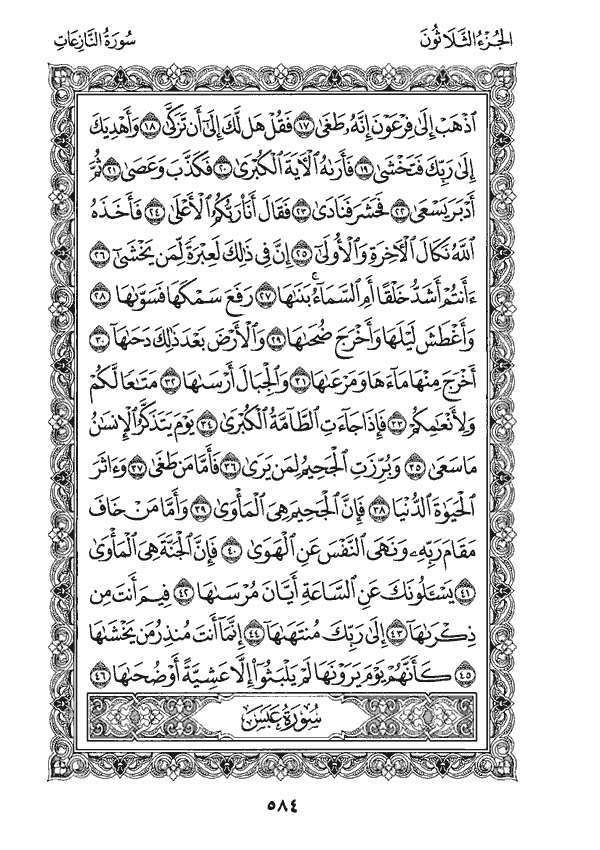 الجُزْءُ الثَّلَاثُونَ
سُورَةُ النَّازِعَاتِ
ٱذْهَبْ إِلَىٰ فِرْعَوْنَ إِنَّهُۥ طَغَىٰ ١٧ فَقُلْ هَل لَّكَ إِلَىٰٓ أَن تَزَكَّىٰ ١٨ وَأَهْدِيَكَ
إِلَىٰ رَبِّكَ فَتَخْشَىٰ ١٩ فَأَرَىٰهُ ٱلْـَٔايَةَ ٱلْكُبْرَىٰ ٢٠ فَكَذَّبَ وَعَصَىٰ ٢١ ثُمَّ
أَدْبَرَ يَسْعَىٰ ٢٢ فَحَشَرَ فَنَادَىٰ ٢٣ فَقَالَ أَنَا۠ رَبُّكُمُ ٱلْأَعْلَىٰ ٢٤ فَأَخَذَهُ
ٱللَّهُ نَكَالَ ٱلْـَٔاخِرَةِ وَٱلْأُولَىٰٓ ٢٥ إِنَّ فِى ذَٰلِكَ لَعِبْرَةً لِّمَن يَخْشَىٰٓ ٢٦
ءَأَنتُمْ أَشَدُّ خَلْقًا أَمِ ٱلسَّمَآءُ ۚ بَنَىٰهَا ٢٧ رَفَعَ سَمْكَهَا فَسَوَّىٰهَا ٢٨
وَأَغْطَشَ لَيْلَهَا وَأَخْرَجَ ضُحَىٰهَا ٢٩ وَٱلْأَرْضَ بَعْدَ ذَٰلِكَ دَحَىٰهَآ ٣٠
أَخْرَجَ مِنْهَا مَآءَهَا وَمَرْعَىٰهَا ٣١ وَٱلْجِبَالَ أَرْسَىٰهَا ٣٢ مَتَـٰعًا لَّكُمْ
وَلِأَنْعَـٰمِكُمْ ٣٣ فَإِذَا جَآءَتِ ٱلطَّآمَّةُ ٱلْكُبْرَىٰ ٣٤ يَوْمَ يَتَذَكَّرُ ٱلْإِنسَـٰنُ
مَا سَعَىٰ ٣٥ وَبُرِّزَتِ ٱلْجَحِيمُ لِمَن يَرَىٰ ٣٦ فَأَمَّا مَن طَغَىٰ ٣٧ وَءَاثَرَ
ٱلْحَيَوٰةَ ٱلدُّنْيَا ٣٨ فَإِنَّ ٱلْجَحِيمَ هِىَ ٱلْمَأْوَىٰ ٣٩ وَأَمَّا مَنْ خَافَ
مَقَامَ رَبِّهِۦ وَنَهَى ٱلنَّفْسَ عَنِ ٱلْهَوَىٰ ٤٠ فَإِنَّ ٱلْجَنَّةَ هِىَ ٱلْمَأْوَىٰ
٤١ يَسْـَٔلُونَكَ عَنِ ٱلسَّاعَةِ أَيَّانَ مُرْسَىٰهَا ٤٢ فِيمَ أَنتَ مِن
ذِكْرَىٰهَآ ٤٣ إِلَىٰ رَبِّكَ مُنتَهَىٰهَآ ٤٤ إِنَّمَآ أَنتَ مُنذِرُ مَن يَخْشَىٰهَا
٤٥ كَأَنَّهُمْ يَوْمَ يَرَوْنَهَا لَمْ يَلْبَثُوٓا۟ إِلَّا عَشِيَّةً أَوْ ضُحَىٰهَا ٤٦
سُورَةُ عَبَسَ
٥٨٤